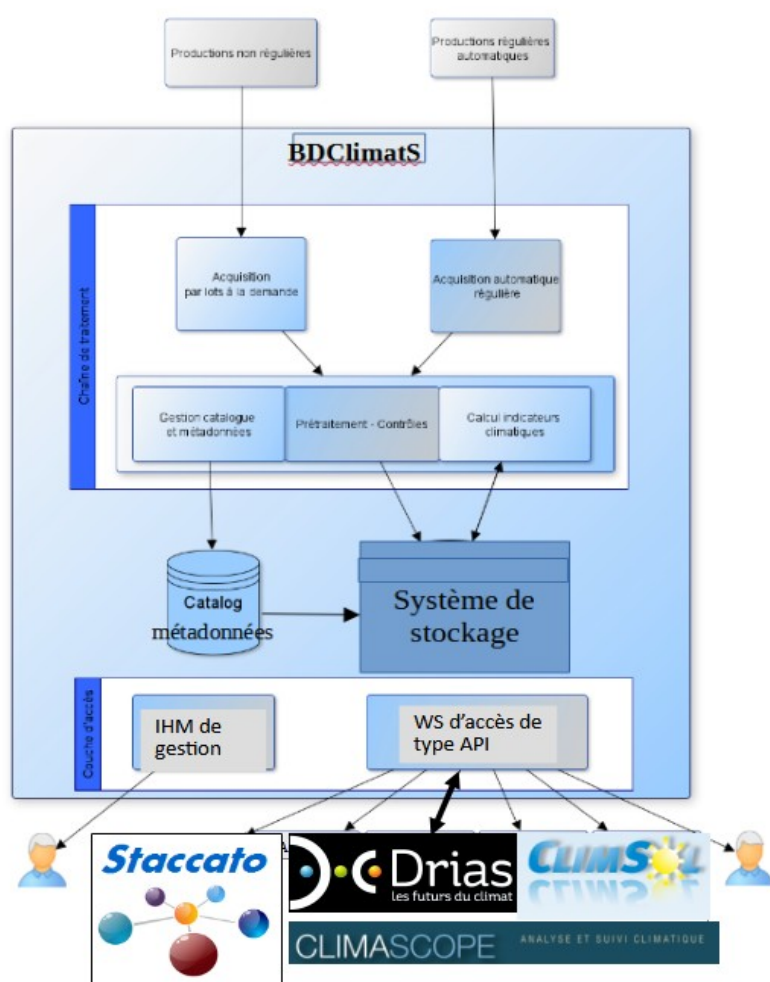 Productions non régulières
Productions régulières
automatiques
BDClimatS
Chaîne de traitement
Acquisition
par lots à la demande
Acquisition automatique
régulière
Gestion catalogue
et métadonnées
Prétraitement - Contrôles
Calcul indicateurs
climatiques
Catalog
métadonnées
Système de
stockage
Couche d'accès
IHM de
gestion
WS d'accès de
type API
Staccato
Drias
les futurs du climat
CLIMSOL
CLIMASCOPE
ANALYSE ET SUIVI CLIMATIQUE